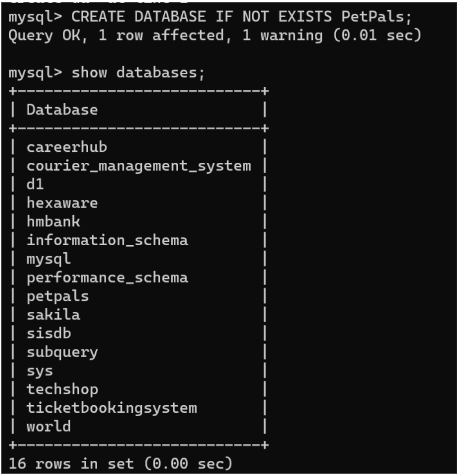 mysql> CREATE DATABASE IF NOT EXISTS PetPals;
Query OK, 1 row affected, 1 warning (0.01 sec)
mysql> show databases;
+---------------------------+
| Database                  |
+---------------------------+
| careerhub                 |
| courier_management_system |
| d1                        |
| hexaware                  |
| hmbank                    |
| information_schema        |
| mysql                     |
| performance_schema        |
| petpals                   |
| sakila                    |
| sisdb                     |
| subquery                  |
| sys                       |
| techshop                  |
| ticketbookingsystem       |
| world                     |
+---------------------------+
16 rows in set (0.00 sec)